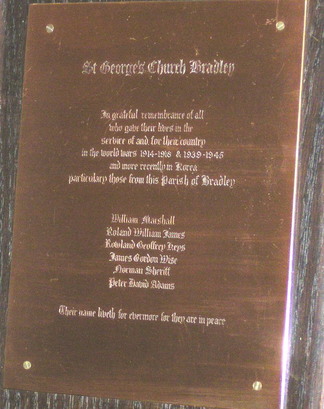 St George's Church Bradley
In grateful remembrance of all
who gave their lives in the
service of and for their country
in the world wars 1914-1918 & 1939-1945
and more recently in Korea
particulary those from this Parish of Bradley
William Marshall
Roland William James
Rowland Geoffrey Keys
James Gordon Wise
Norman Sheriff
Peter David Adams
Their name liveth for evermore for they are in peace